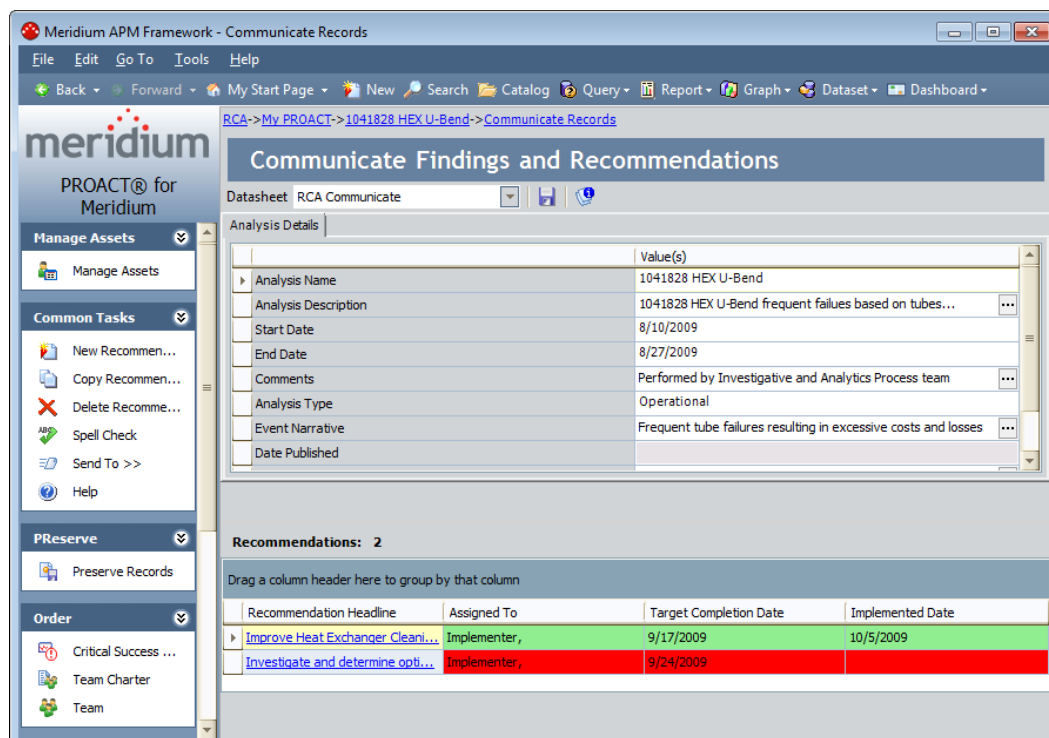 Meridium APM Framework - Communicate Records
File Edit Go To Tools Help
Back Forward My Start Page New Search Catalog Query Report Graph Dataset Dashboard
meridium
PROACT® for
Meridium
Manage Assets
Manage Assets
Common Tasks
New Recommen...
Copy Recommen...
Delete Recomme...
Spell Check
Send To >>
Help
PReserve
Preserve Records
Order
Critical Success ...
Team Charter
Team
RCA->My PROACT->1041828 HEX U-Bend->Communicate Records
Communicate Findings and Recommendations
Datasheet RCA Communicate
Analysis Details
Value(s)
Analysis Name 1041828 HEX U-Bend
Analysis Description 1041828 HEX U-Bend frequent failues based on tubes... ...
Start Date 8/10/2009
End Date 8/27/2009
Comments Performed by Investigative and Analytics Process team ...
Analysis Type Operational
Event Narrative Frequent tube failures resulting in excessive costs and losses ...
Date Published
Recommendations: 2
Drag a column header here to group by that column
Recommendation Headline Assigned To Target Completion Date Implemented Date
Improve Heat Exchanger Cleani... Implementer, 9/17/2009 10/5/2009
Investigate and determine opti... Implementer, 9/24/2009